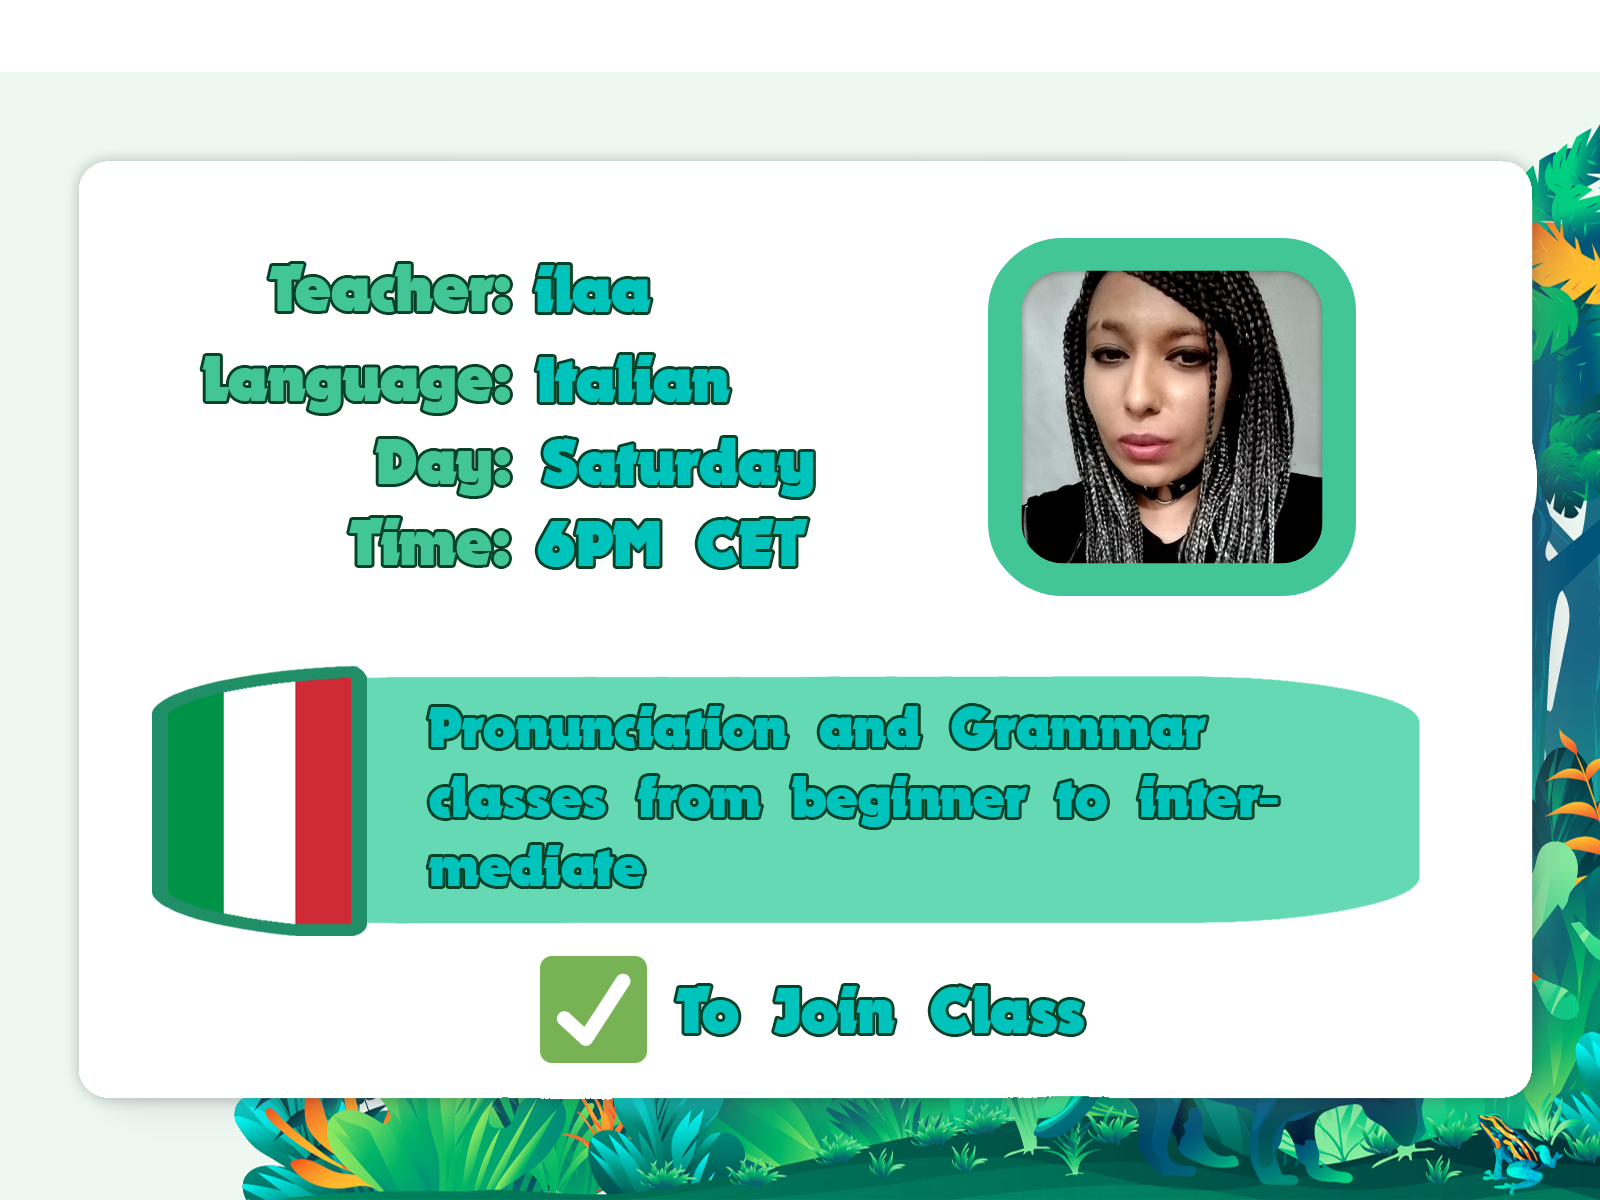 Teacher: ilaa
Language: Italian
Day: Saturday
Time: 6PM CET
Pronunciation and Grammar
classes from beginner to inter-
mediate
To Join Class